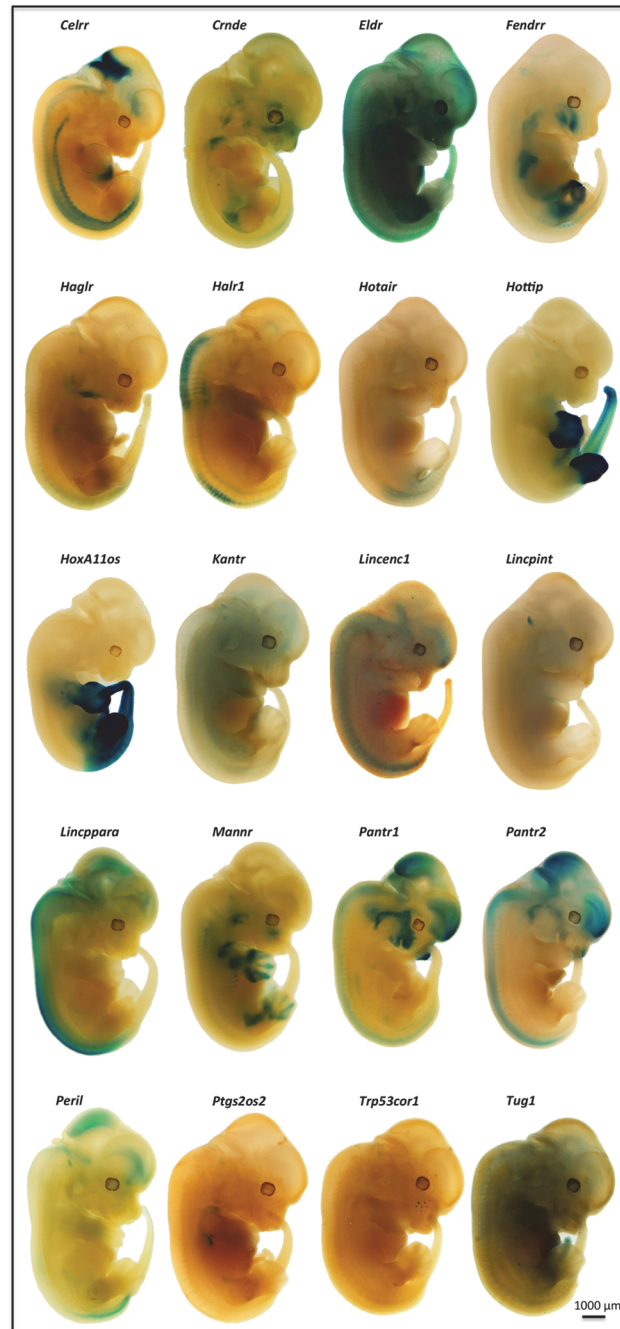 Celrr Crnde Eldr Fendrr
Haglr Halr1 Hotair Hottip
HoxA11os Kantr Lincenc1 Lincpint
Lincppara Mannr Pantr1 Pantr2
Peril Ptgs2os2 Trp53cor1 Tug1
1000 µm